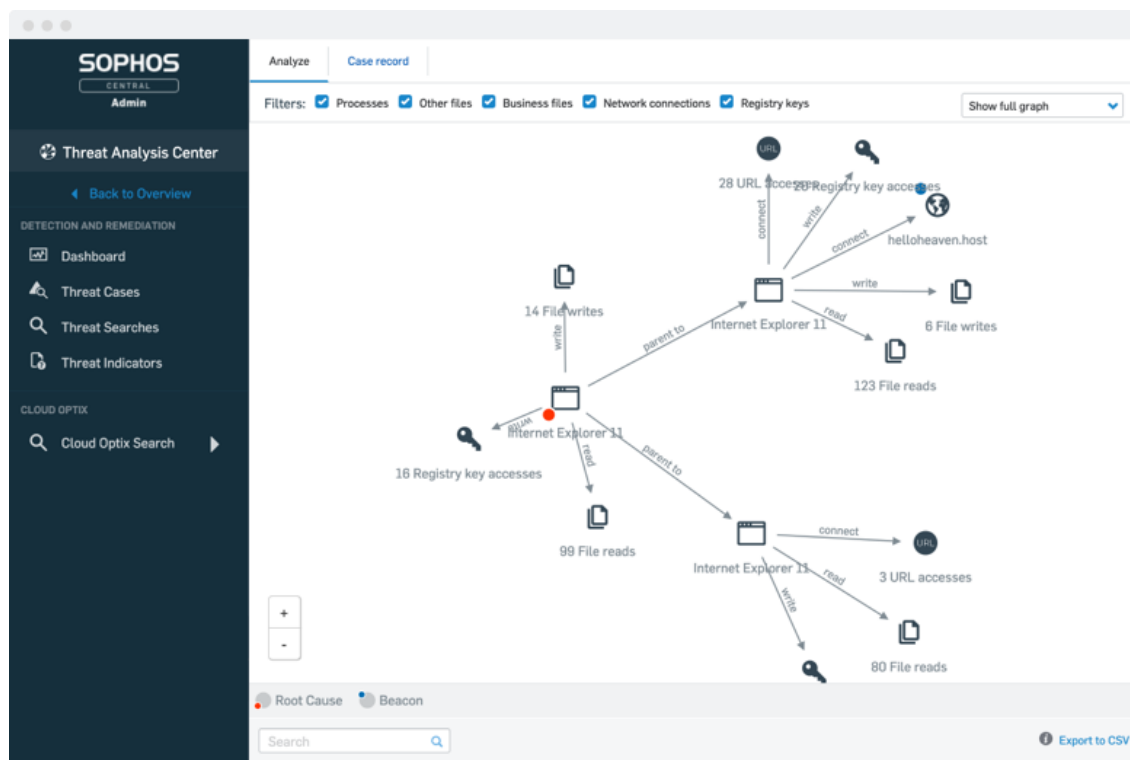 SOPHOS
CENTRAL
Admin
Threat Analysis Center
Back to Overview
DETECTION AND REMEDIATION
Dashboard
Threat Cases
Threat Searches
Threat Indicators
CLOUD OPTIX
Cloud Optix Search
Analyze
Case record
Filters: Processes Other files Business files Network connections Registry keys
Show full graph
URL
28 URL accesses
Registry key accesses
connect
write
connect
helloheaven.host
write
6 File writes
Internet Explorer 11
read
123 File reads
14 File writes
write
parent to
Internet Explorer 11
write
16 Registry key accesses
read
99 File reads
parent to
Internet Explorer 11
connect
URL
3 URL accesses
read
80 File reads
write
+
-
Root Cause
Beacon
Search
Export to CSV